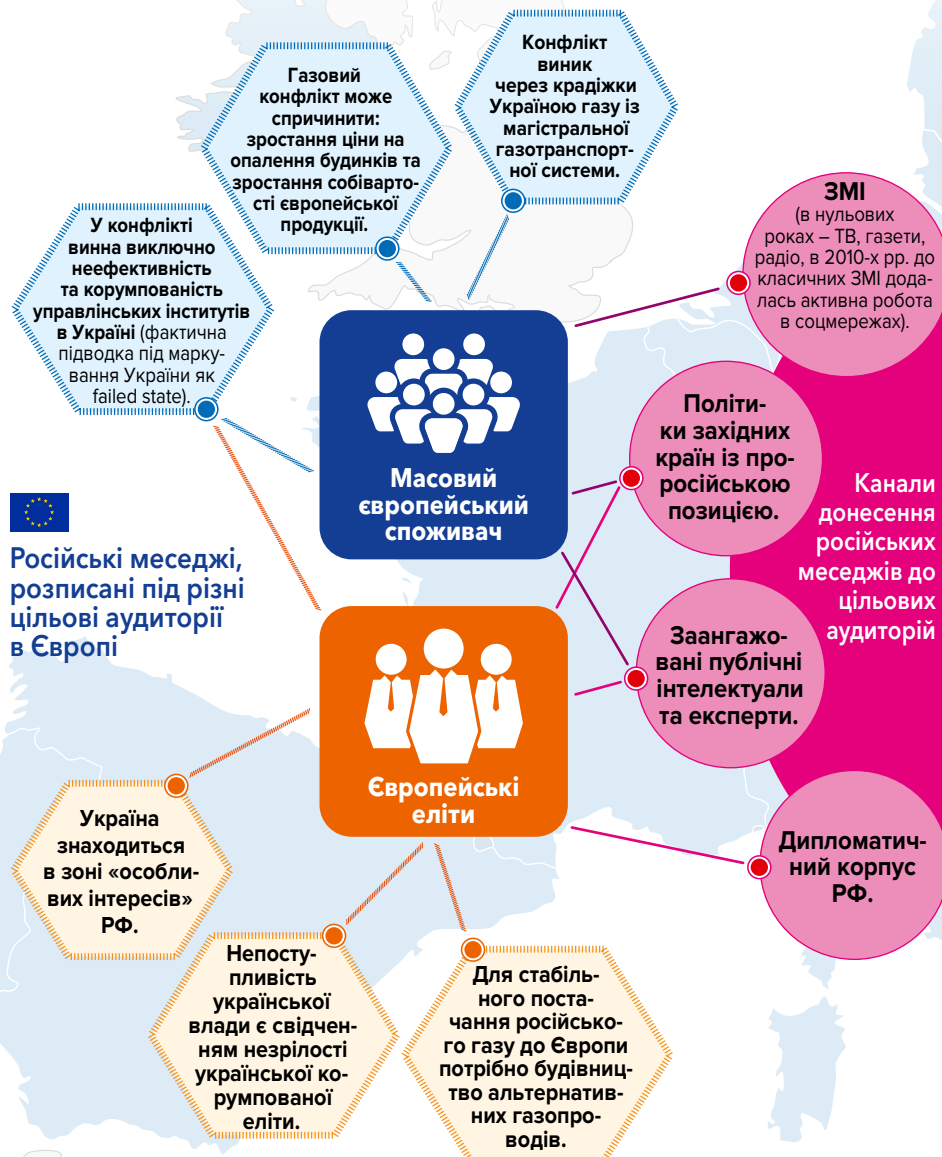 Конфлікт
виник
через крадіжки
Україною газу із
магістральної
газотранспорт-
ної системи.
Газовий
конфлікт може
спричинити:
зростання ціни на
опалення будинків та
зростання собіварто-
сті європейської
продукції.
У конфлікті
винна виключно
неефективність
та корумпованість
управлінських інститутів
в Україні (фактична
підводка під марку-
вання України як
failed state).
ЗМІ
(в нульових
роках – ТВ, газети,
радіо, в 2010-х рр. до
класичних ЗМІ дода-
лась активна робота
в соцмережах).
Масовий
європейський
споживач
Політи-
ки західних
країн із про-
російською
позицією.
Канали
донесення
російських
меседжів до
цільових
аудиторій
Російські меседжі,
розписані під різні
цільові аудиторії
в Європі
Заангажо-
вані публічні
інтелектуали
та експерти.
Європейські
еліти
Дипломатич-
ний корпус
РФ.
Україна
знаходиться
в зоні «особли-
вих інтересів»
РФ.
Непосту-
пливість
української
влади є свідчен-
ням незрілості
української ко-
румпованої
еліти.
Для стабіль-
ного поста-
чання російсько-
го газу до Європи
потрібно будівниц-
тво альтернатив-
них газопро-
водів.